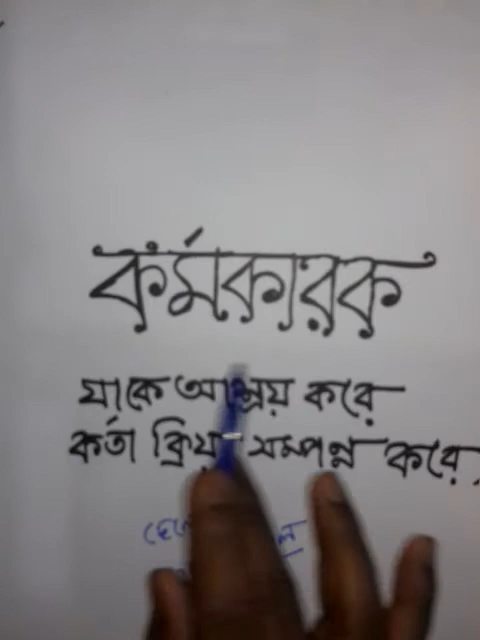 কর্মকারক
যাকে আশ্রয় করে
কর্তা ক্রিয়া সম্পন্ন করে